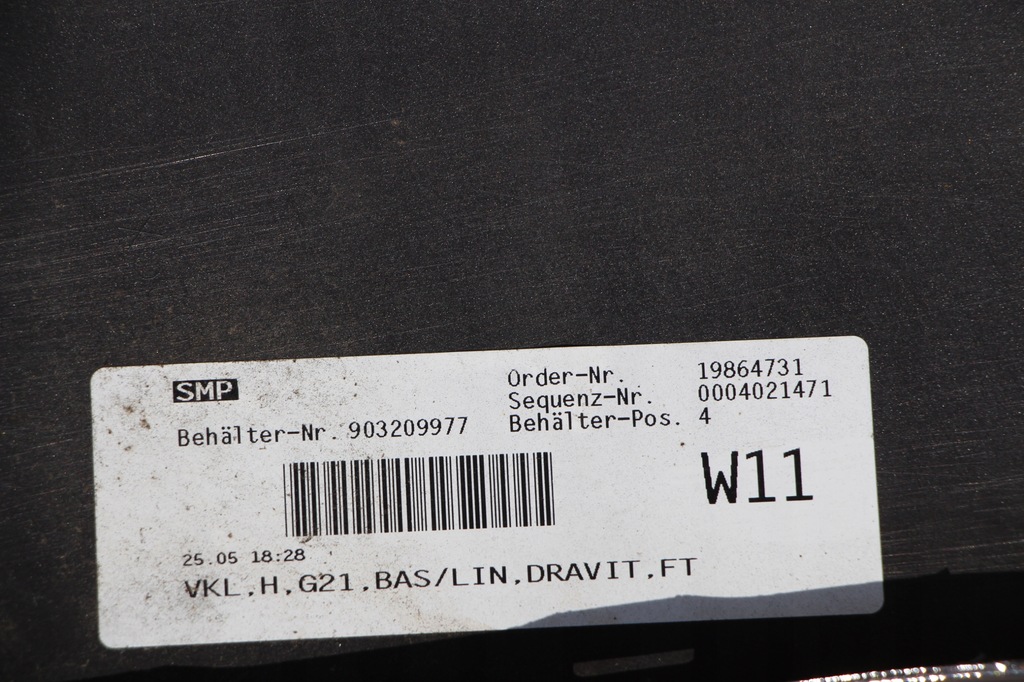 SMP
Order-Nr. 19864731
Sequenz-Nr. 0004021471
Behälter-Pos. 4
Behälter-Nr. 903209977
W11
25.05 18:28
VKL,H,G21,BAS/LIN,DRAVIT,FT